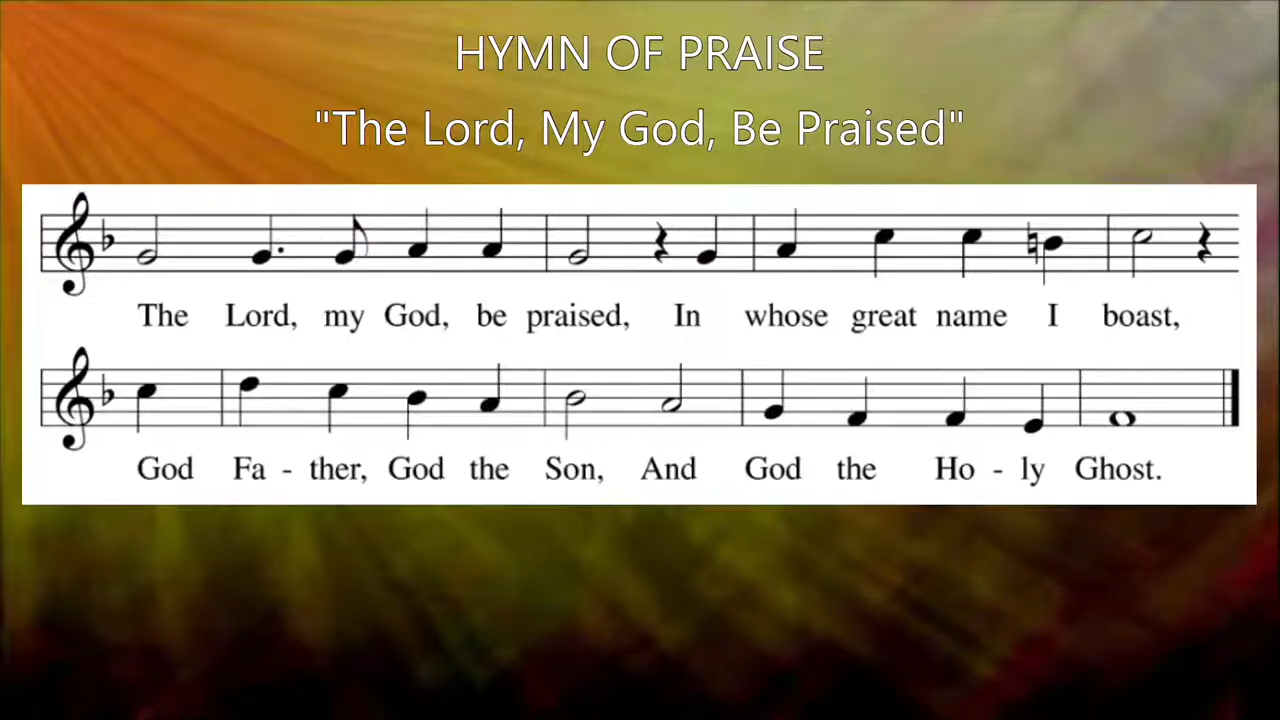 HYMN OF PRAISE
"The Lord, My God, Be Praised"
The Lord, my God, be praised, In whose great name I boast,
God Fa - ther, God the Son, And God the Ho - ly Ghost.